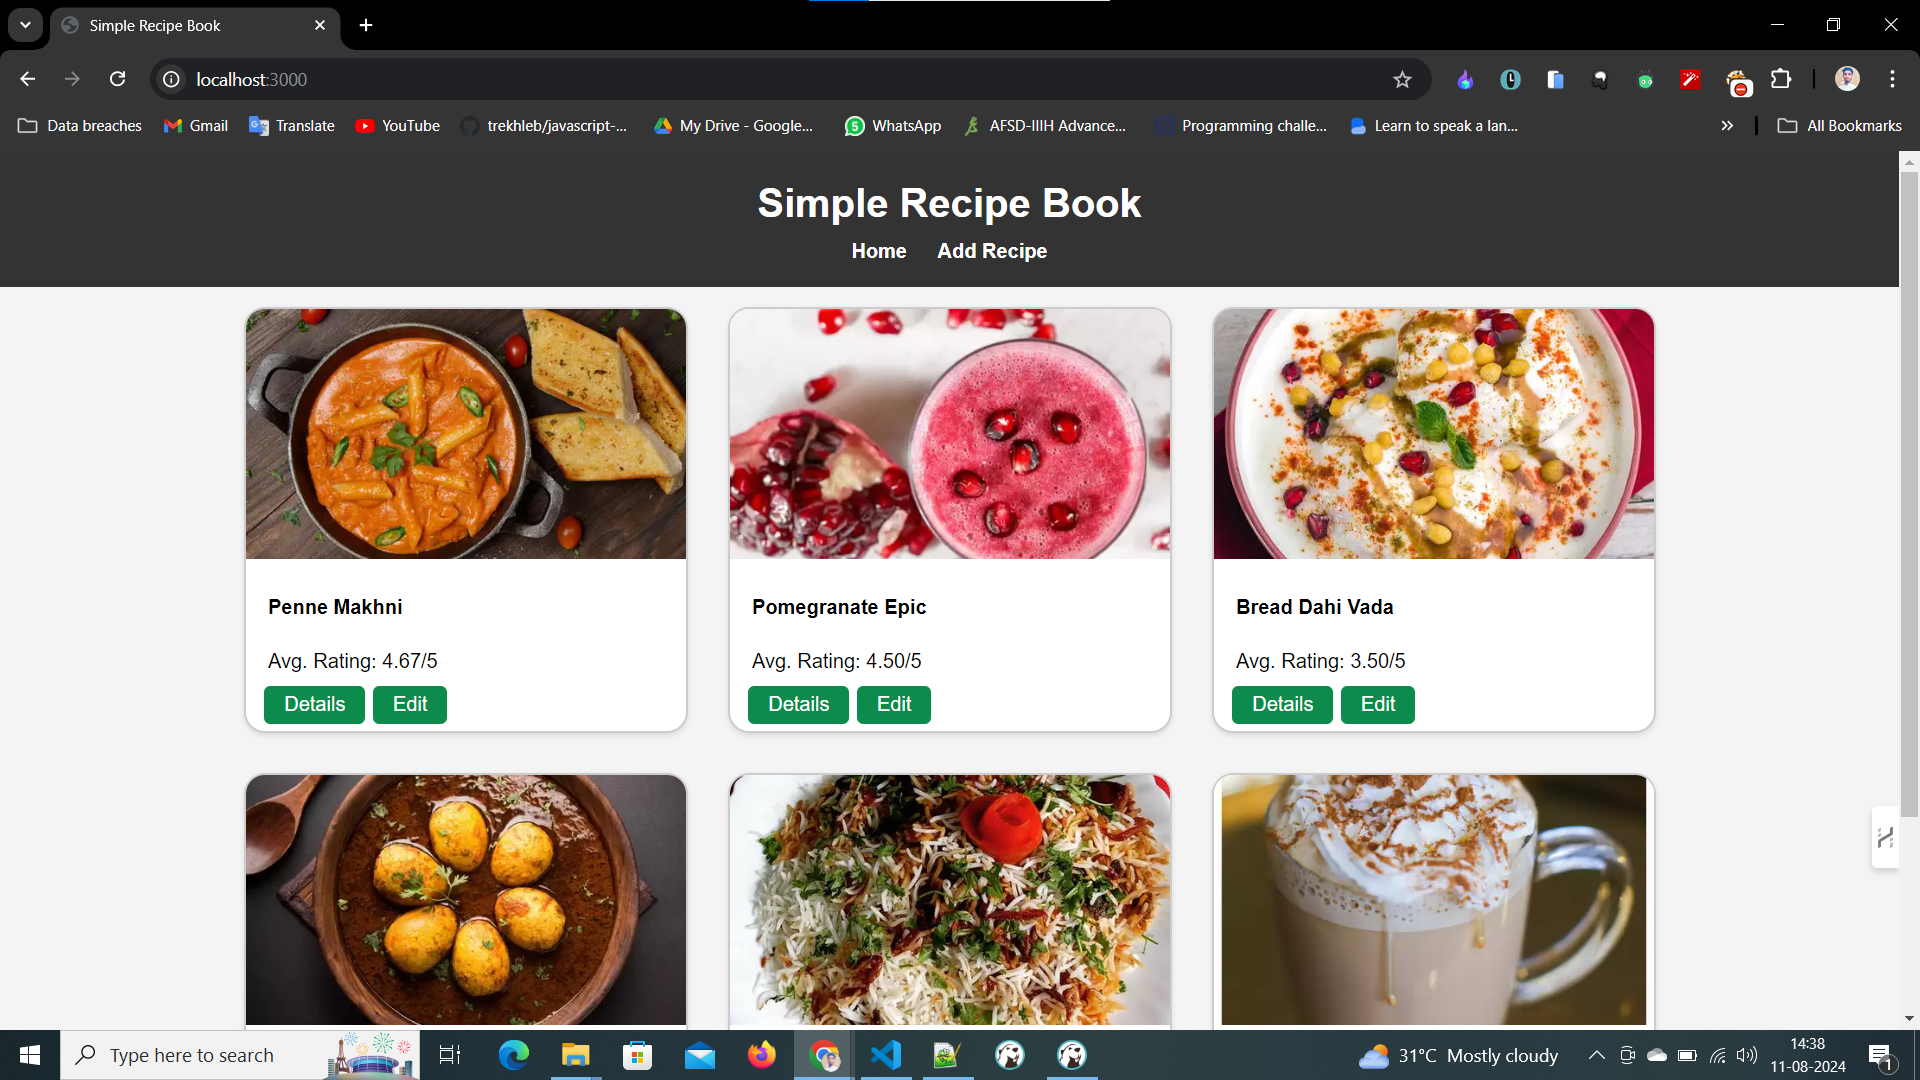 Simple Recipe Book
localhost:3000
Data breaches Gmail Translate YouTube trekhleb/javascript-... My Drive - Google... WhatsApp AFSD-IIIH Advance... Programming challe... Learn to speak a lan... All Bookmarks
Simple Recipe Book
Home Add Recipe
Penne Makhni Pomegranate Epic Bread Dahi Vada
Avg. Rating: 4.67/5 Avg. Rating: 4.50/5 Avg. Rating: 3.50/5
Details Edit Details Edit Details Edit
Type here to search
31°C Mostly cloudy
14:38
11-08-2024
1